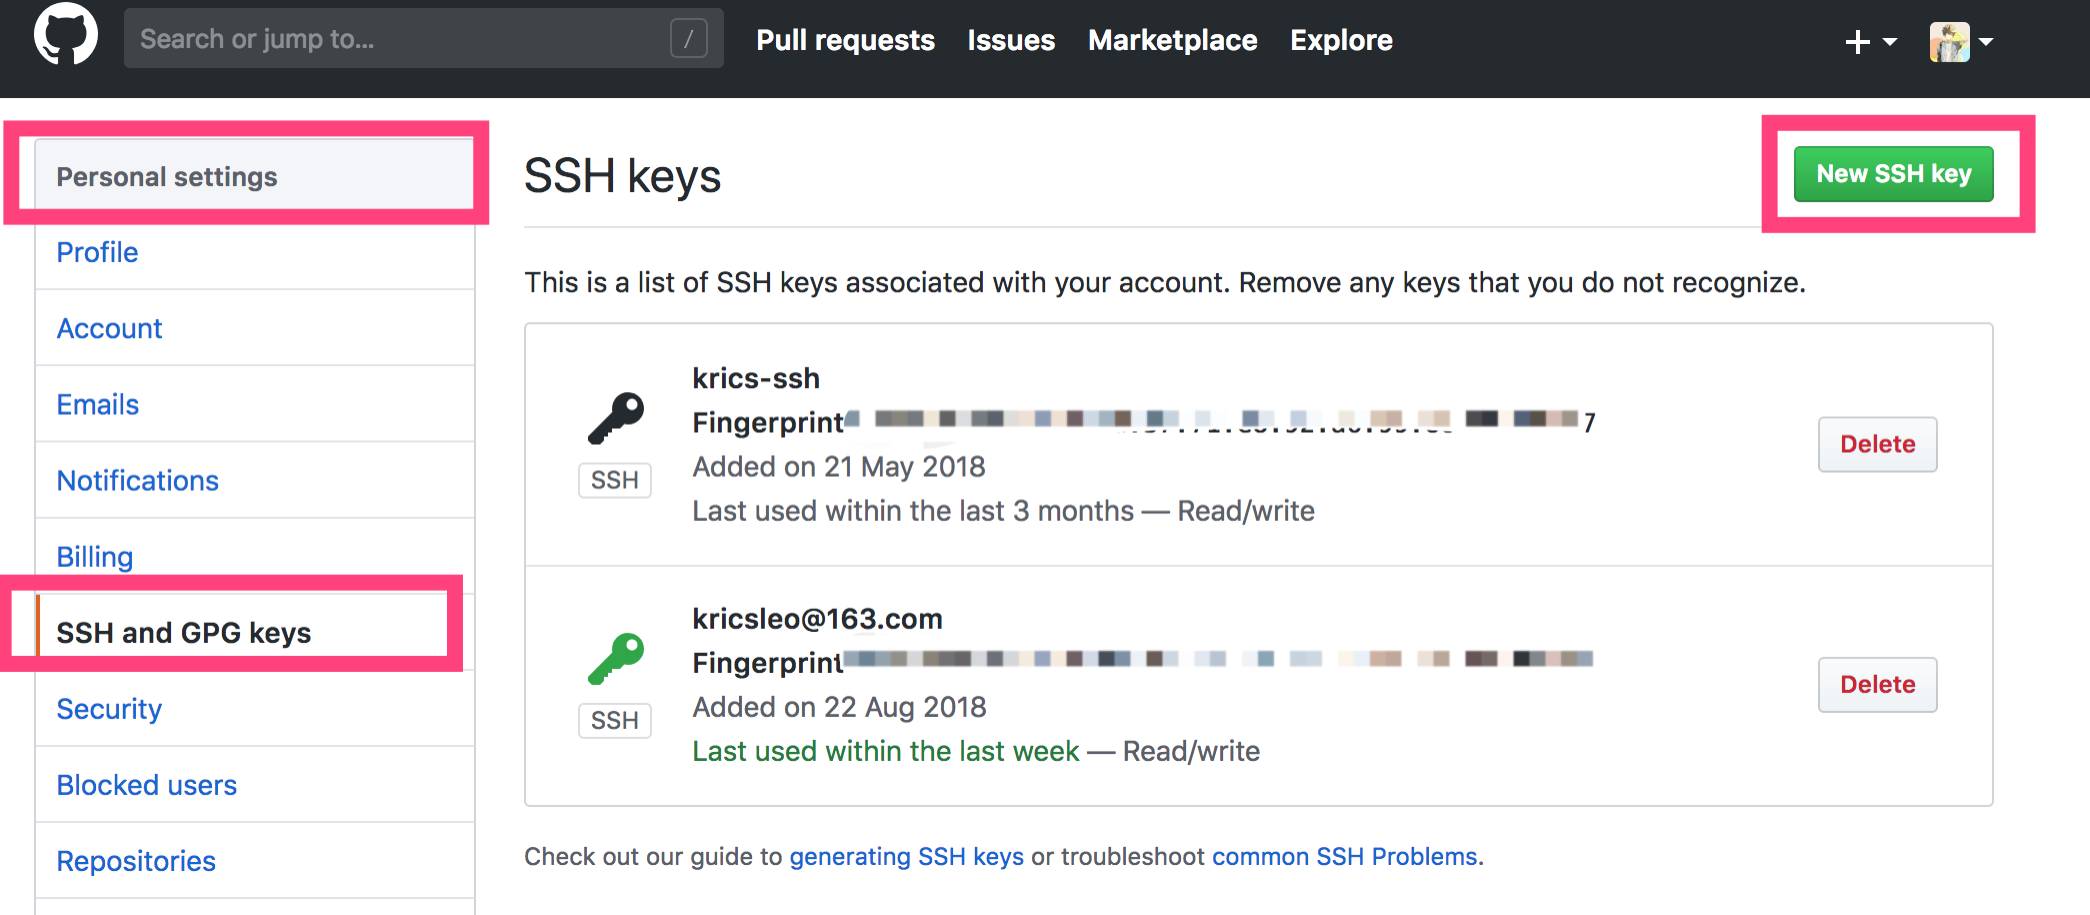 Search or jump to... /
Pull requests Issues Marketplace Explore
Personal settings
Profile
Account
Emails
Notifications
Billing
SSH and GPG keys
Security
Blocked users
Repositories
SSH keys
New SSH key
This is a list of SSH keys associated with your account. Remove any keys that you do not recognize.
krics-ssh
Fingerprint 7
Added on 21 May 2018
Last used within the last 3 months — Read/write
SSH
Delete
kricsleo@163.com
Fingerprint
Added on 22 Aug 2018
Last used within the last week — Read/write
SSH
Delete
Check out our guide to generating SSH keys or troubleshoot common SSH Problems.